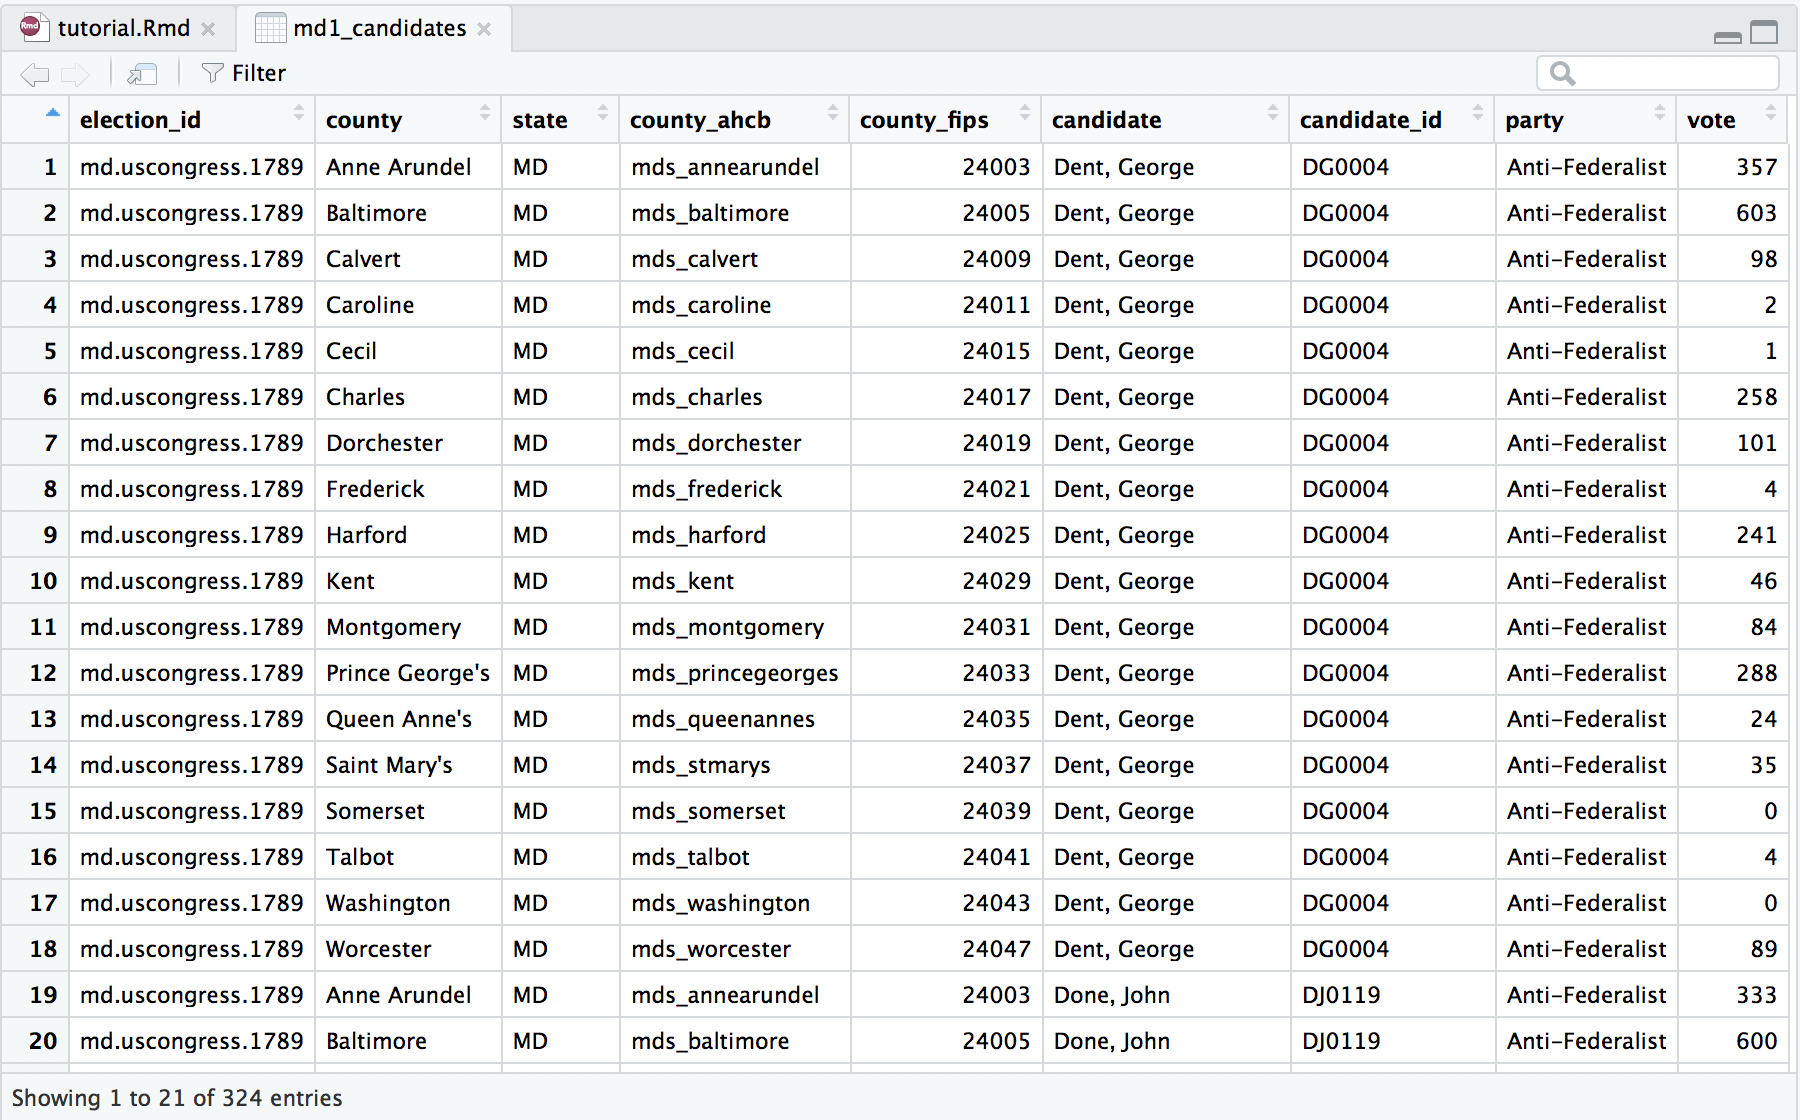 Rmd tutorial.Rmd md1_candidates
Filter
election_id county state county_ahcb county_fips candidate candidate_id party vote
1 md.uscongress.1789 Anne Arundel MD mds_annearundel 24003 Dent, George DG0004 Anti-Federalist 357
2 md.uscongress.1789 Baltimore MD mds_baltimore 24005 Dent, George DG0004 Anti-Federalist 603
3 md.uscongress.1789 Calvert MD mds_calvert 24009 Dent, George DG0004 Anti-Federalist 98
4 md.uscongress.1789 Caroline MD mds_caroline 24011 Dent, George DG0004 Anti-Federalist 2
5 md.uscongress.1789 Cecil MD mds_cecil 24015 Dent, George DG0004 Anti-Federalist 1
6 md.uscongress.1789 Charles MD mds_charles 24017 Dent, George DG0004 Anti-Federalist 258
7 md.uscongress.1789 Dorchester MD mds_dorchester 24019 Dent, George DG0004 Anti-Federalist 101
8 md.uscongress.1789 Frederick MD mds_frederick 24021 Dent, George DG0004 Anti-Federalist 4
9 md.uscongress.1789 Harford MD mds_harford 24025 Dent, George DG0004 Anti-Federalist 241
10 md.uscongress.1789 Kent MD mds_kent 24029 Dent, George DG0004 Anti-Federalist 46
11 md.uscongress.1789 Montgomery MD mds_montgomery 24031 Dent, George DG0004 Anti-Federalist 84
12 md.uscongress.1789 Prince George's MD mds_princegeorges 24033 Dent, George DG0004 Anti-Federalist 288
13 md.uscongress.1789 Queen Anne's MD mds_queenannes 24035 Dent, George DG0004 Anti-Federalist 24
14 md.uscongress.1789 Saint Mary's MD mds_stmarys 24037 Dent, George DG0004 Anti-Federalist 35
15 md.uscongress.1789 Somerset MD mds_somerset 24039 Dent, George DG0004 Anti-Federalist 0
16 md.uscongress.1789 Talbot MD mds_talbot 24041 Dent, George DG0004 Anti-Federalist 4
17 md.uscongress.1789 Washington MD mds_washington 24043 Dent, George DG0004 Anti-Federalist 0
18 md.uscongress.1789 Worcester MD mds_worcester 24047 Dent, George DG0004 Anti-Federalist 89
19 md.uscongress.1789 Anne Arundel MD mds_annearundel 24003 Done, John DJ0119 Anti-Federalist 333
20 md.uscongress.1789 Baltimore MD mds_baltimore 24005 Done, John DJ0119 Anti-Federalist 600
Showing 1 to 21 of 324 entries